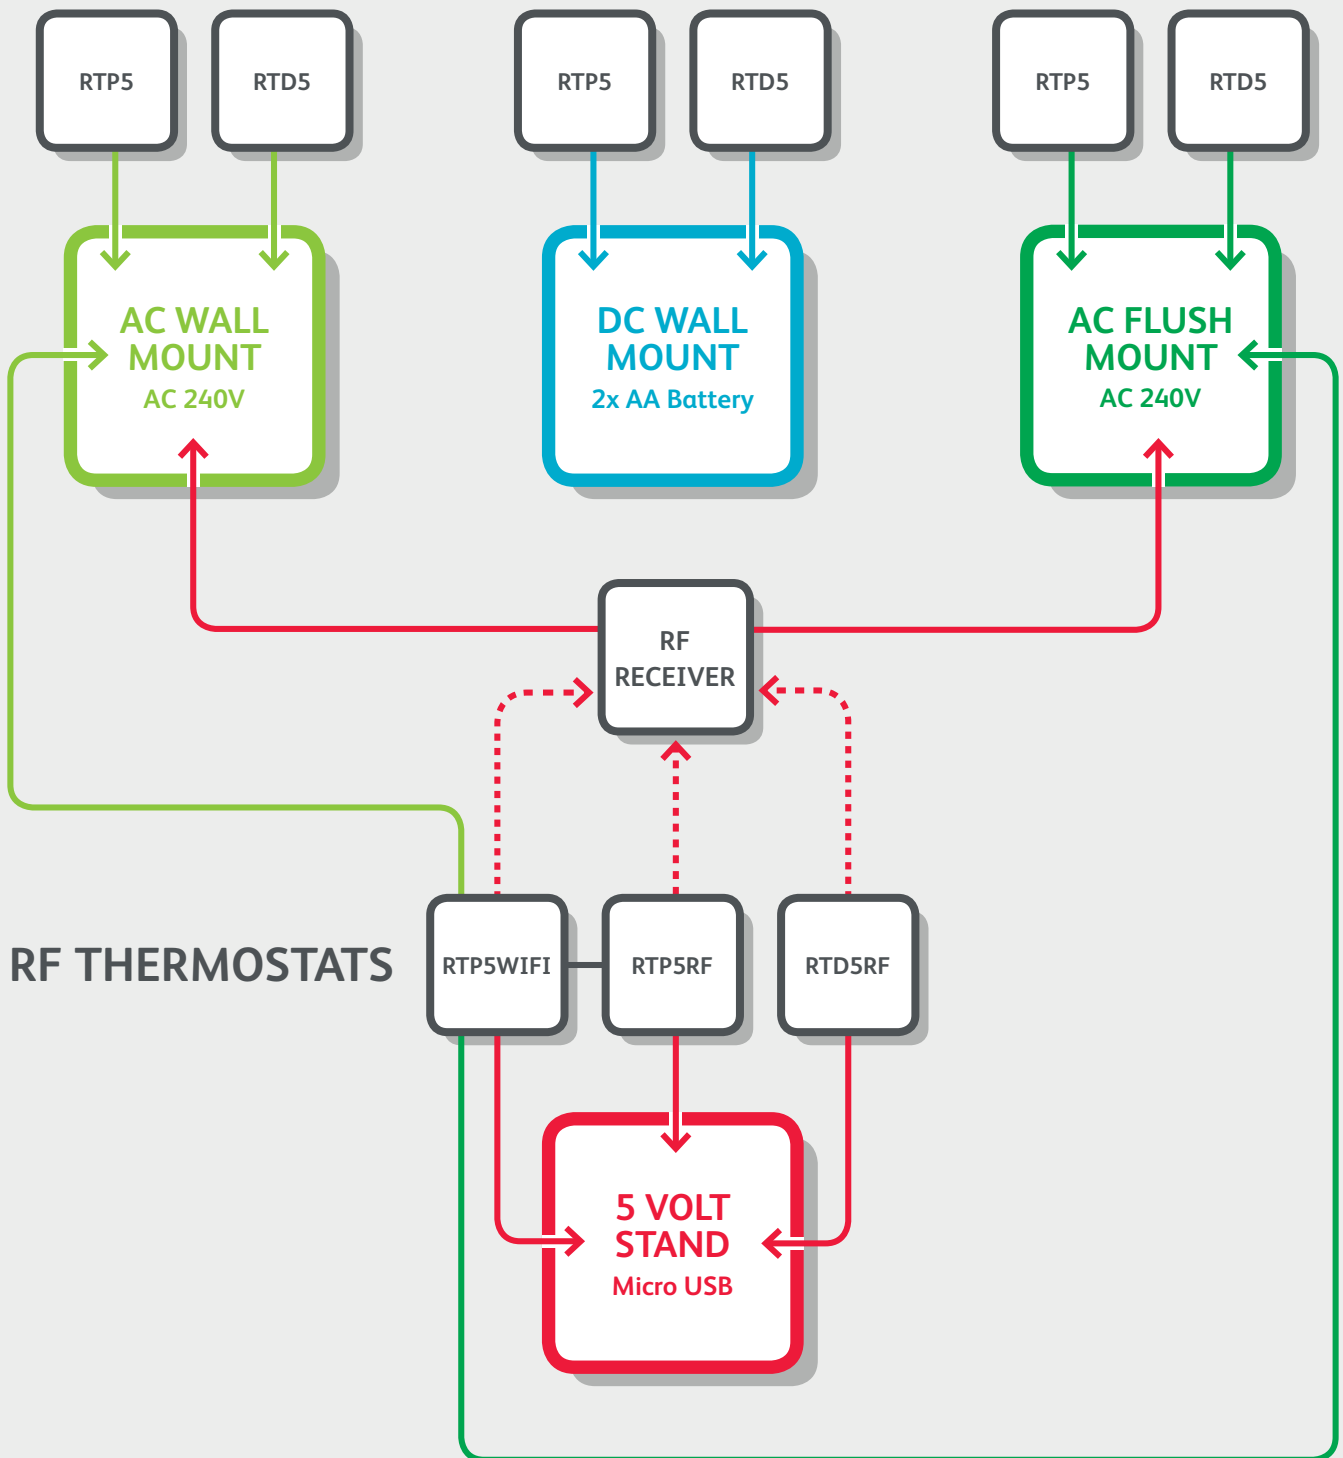 RTP5
RTD5
RTP5
RTD5
RTP5
RTD5
AC WALL
MOUNT
AC 240V
DC WALL
MOUNT
2x AA Battery
AC FLUSH
MOUNT
AC 240V
RF
RECEIVER
RF THERMOSTATS
RTP5WIFI
RTP5RF
RTD5RF
5 VOLT
STAND
Micro USB